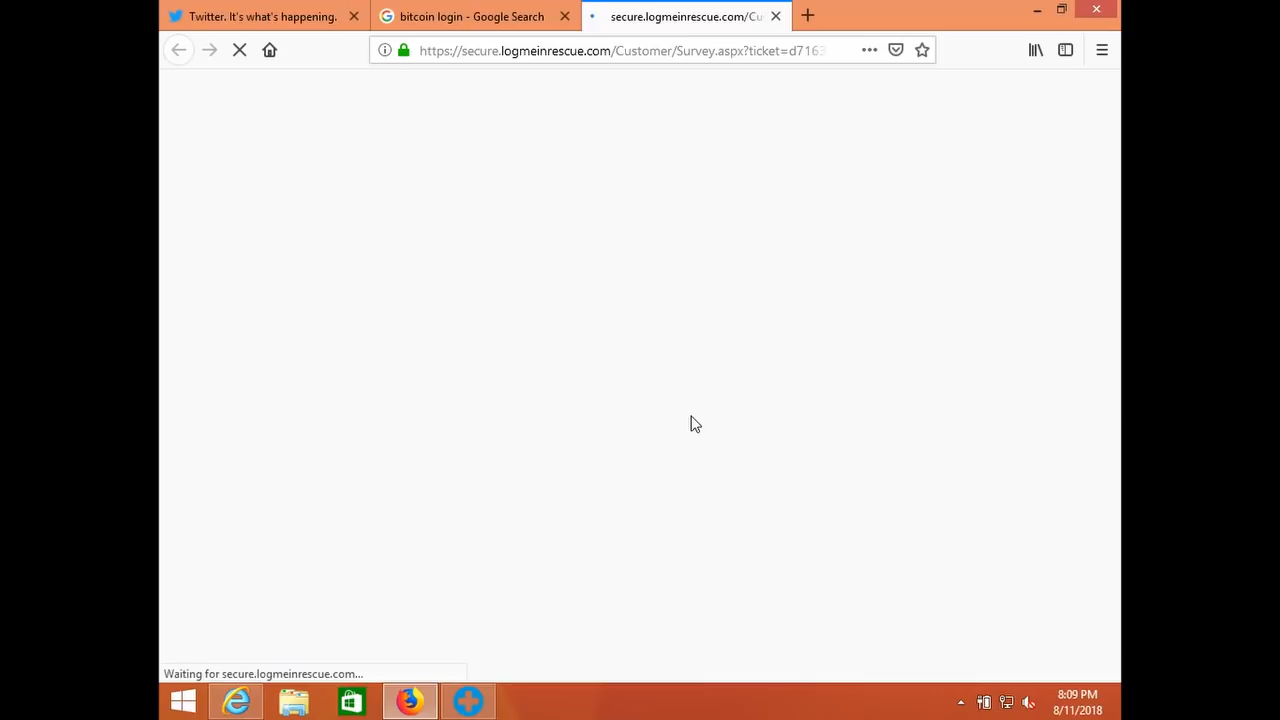 Twitter. It's what's happening.
bitcoin login - Google Search
secure.logmeinrescue.com/Cu
https://secure.logmeinrescue.com/Customer/Survey.aspx?ticket=d7163
Waiting for secure.logmeinrescue.com...
8:09 PM
8/11/2018